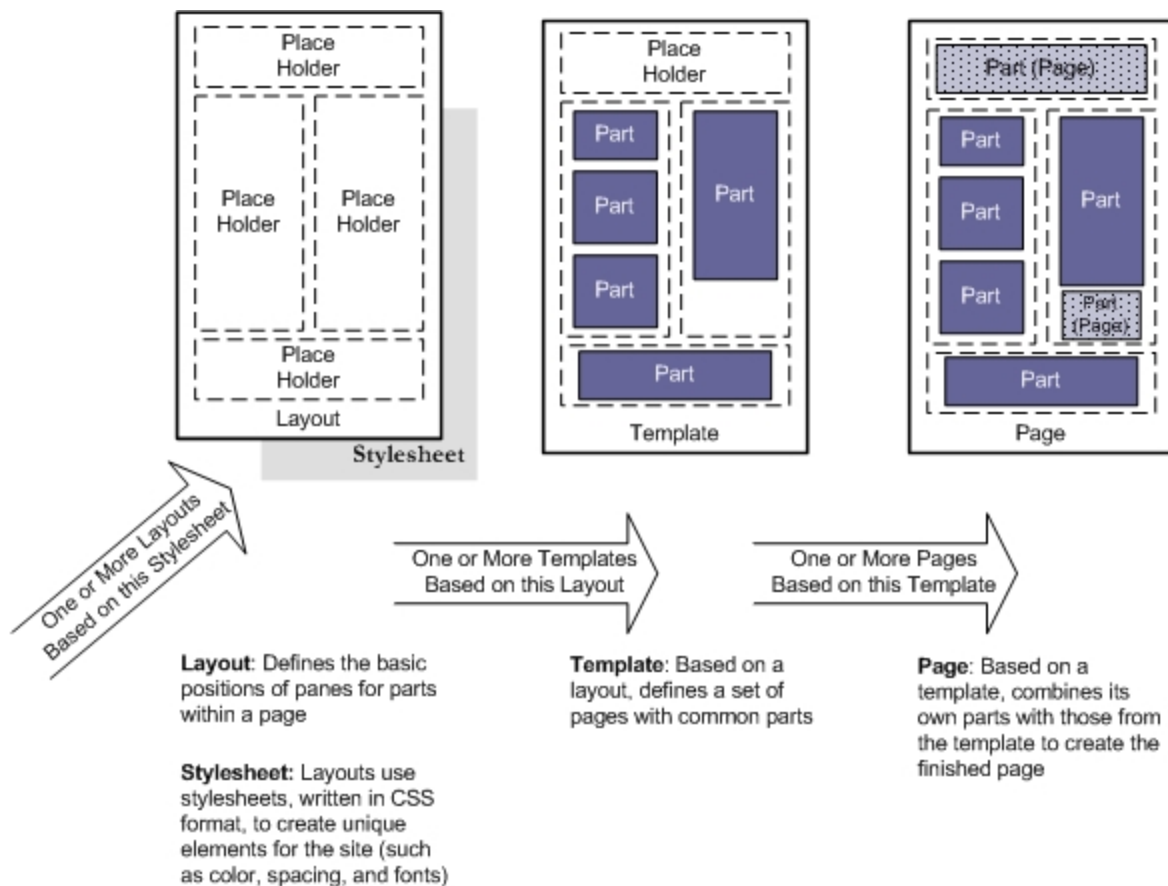 Place
Holder
Place
Holder
Place
Holder
Place
Holder
Layout
Stylesheet
Place
Holder
Part
Part
Part
Part
Part
Template
Part (Page)
Part
Part
Part
Part
Part
(Page)
Part
Page
One or More Layouts
Based on this Stylesheet
One or More Templates
Based on this Layout
One or More Pages
Based on this Template
Layout: Defines the basic
positions of panes for parts
within a page
Stylesheet: Layouts use
stylesheets, written in CSS
format, to create unique
elements for the site (such
as color, spacing, and fonts)
Template: Based on a
layout, defines a set of
pages with common parts
Page: Based on a
template, combines its
own parts with those from
the template to create the
finished page